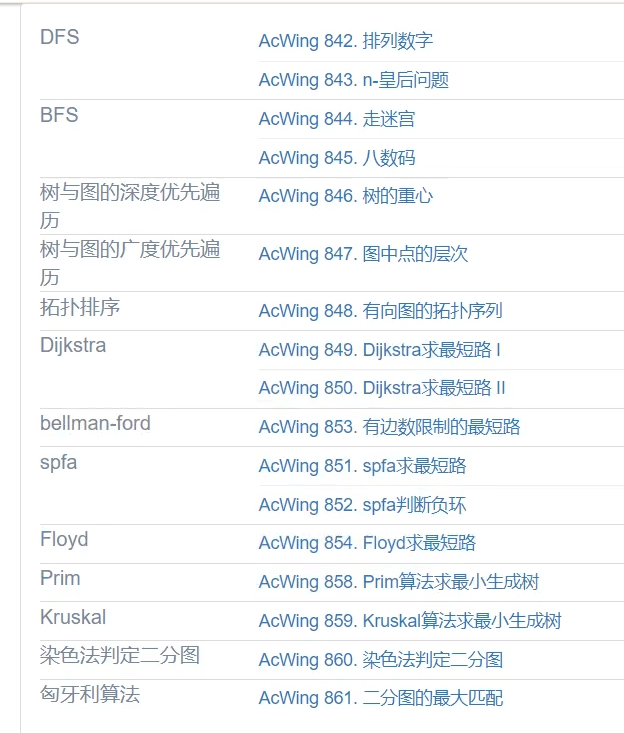 DFS
AcWing 842. 排列数字
AcWing 843. n-皇后问题
BFS
AcWing 844. 走迷宫
AcWing 845. 八数码
树与图的深度优先遍
历
AcWing 846. 树的重心
树与图的广度优先遍
历
AcWing 847. 图中点的层次
拓扑排序
AcWing 848. 有向图的拓扑序列
Dijkstra
AcWing 849. Dijkstra求最短路 I
AcWing 850. Dijkstra求最短路 II
bellman-ford
AcWing 853. 有边数限制的最短路
spfa
AcWing 851. spfa求最短路
AcWing 852. spfa判断负环
Floyd
AcWing 854. Floyd求最短路
Prim
AcWing 858. Prim算法求最小生成树
Kruskal
AcWing 859. Kruskal算法求最小生成树
染色法判定二分图
AcWing 860. 染色法判定二分图
匈牙利算法
AcWing 861. 二分图的最大匹配